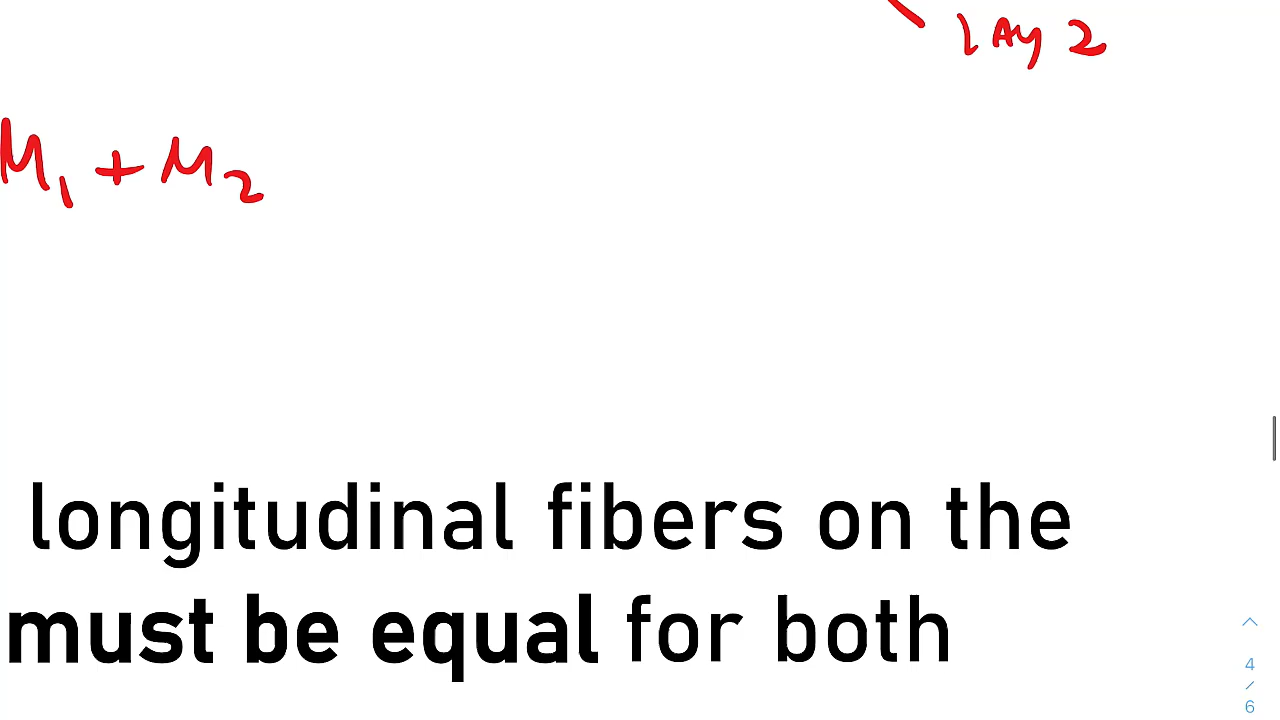 LAY 2
M1 + M2
longitudinal fibers on the
must be equal for both
4
/
6